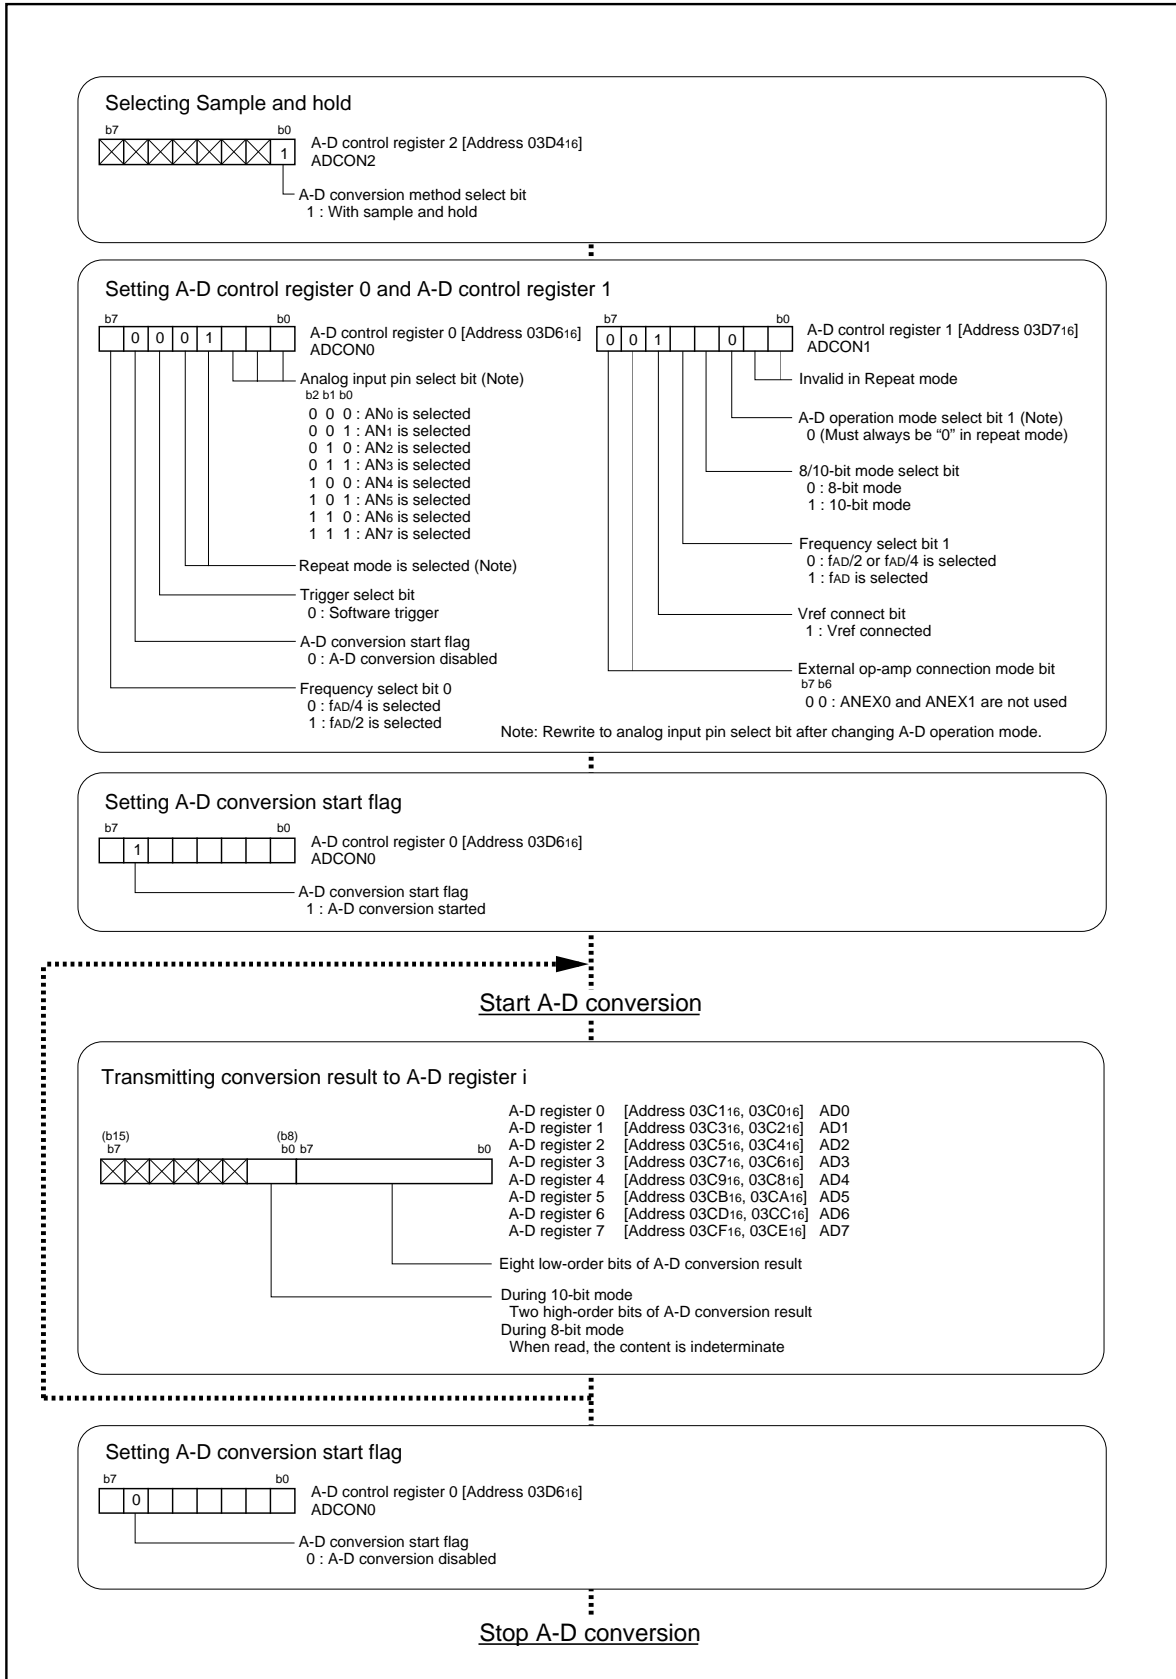 Selecting Sample and hold
b7 b0
1
A-D control register 2 [Address 03D416]
ADCON2
A-D conversion method select bit
1 : With sample and hold
Setting A-D control register 0 and A-D control register 1
b7 b0
0 0 0 1
A-D control register 0 [Address 03D616]
ADCON0
Analog input pin select bit (Note)
b2 b1 b0
0 0 0 : AN0 is selected
0 0 1 : AN1 is selected
0 1 0 : AN2 is selected
0 1 1 : AN3 is selected
1 0 0 : AN4 is selected
1 0 1 : AN5 is selected
1 1 0 : AN6 is selected
1 1 1 : AN7 is selected
Repeat mode is selected (Note)
Trigger select bit
0 : Software trigger
A-D conversion start flag
0 : A-D conversion disabled
Frequency select bit 0
0 : fAD/4 is selected
1 : fAD/2 is selected
b7 b0
0 0 1 0
A-D control register 1 [Address 03D716]
ADCON1
Invalid in Repeat mode
A-D operation mode select bit 1 (Note)
0 (Must always be “0” in repeat mode)
8/10-bit mode select bit
0 : 8-bit mode
1 : 10-bit mode
Frequency select bit 1
0 : fAD/2 or fAD/4 is selected
1 : fAD is selected
Vref connect bit
1 : Vref connected
External op-amp connection mode bit
b7 b6
0 0 : ANEX0 and ANEX1 are not used
Note: Rewrite to analog input pin select bit after changing A-D operation mode.
Setting A-D conversion start flag
b7 b0
1
A-D control register 0 [Address 03D616]
ADCON0
A-D conversion start flag
1 : A-D conversion started
Start A-D conversion
Transmitting conversion result to A-D register i
(b15) (b8)
b7 b0 b7 b0
A-D register 0 [Address 03C116, 03C016] AD0
A-D register 1 [Address 03C316, 03C216] AD1
A-D register 2 [Address 03C516, 03C416] AD2
A-D register 3 [Address 03C716, 03C616] AD3
A-D register 4 [Address 03C916, 03C816] AD4
A-D register 5 [Address 03CB16, 03CA16] AD5
A-D register 6 [Address 03CD16, 03CC16] AD6
A-D register 7 [Address 03CF16, 03CE16] AD7
Eight low-order bits of A-D conversion result
During 10-bit mode
Two high-order bits of A-D conversion result
During 8-bit mode
When read, the content is indeterminate
Setting A-D conversion start flag
b7 b0
0
A-D control register 0 [Address 03D616]
ADCON0
A-D conversion start flag
0 : A-D conversion disabled
Stop A-D conversion